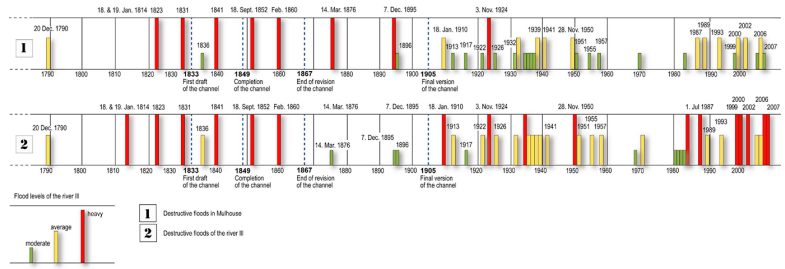 18. & 19. Jan. 1814 1823 1831 1841 18. Sept. 1852 Feb. 1860 14. Mar. 1876 7. Dec. 1895 3. Nov. 1924
20 Dec. 1790 1836 1896 18. Jan. 1910 1913 1917 1922 1926 1932 1939 1941 28. Nov. 1950 1951 1955 1957 1987 1989 1993 1999 2000 2002 2006 2007
1
1790 1800 1810 1820 1830 1833 1840 1849 1850 1860 1867 1870 1880 1890 1900 1905 1910 1920 1930 1940 1950 1960 1970 1980 1990 2000
First draft Completion End of revision Final version
of the channel of the channel of the channel of the channel
18. & 19. Jan. 1814 1823 1831 1841 18. Sept. 1852 Feb. 1860 14. Mar. 1876 7. Dec. 1895 18. Jan. 1910 3. Nov. 1924 28. Nov. 1950 1. Jul 1987 2000 2002 2006 2007
20 Dec. 1790 1836 14. Mar. 1876 7. Dec. 1895 1896 1913 1917 1922 1926 1941 1951 1955 1957 1989 1993 1999
2
1790 1800 1810 1820 1830 1833 1840 1849 1850 1860 1867 1870 1880 1890 1900 1905 1910 1920 1930 1940 1950 1960 1970 1980 1990 2000
First draft Completion End of revision Final version
of the channel of the channel of the channel of the channel
Flood levels of the river Ill
heavy
average
moderate
1 Destructive foods in Mulhouse
2 Destructive foods of the river Ill